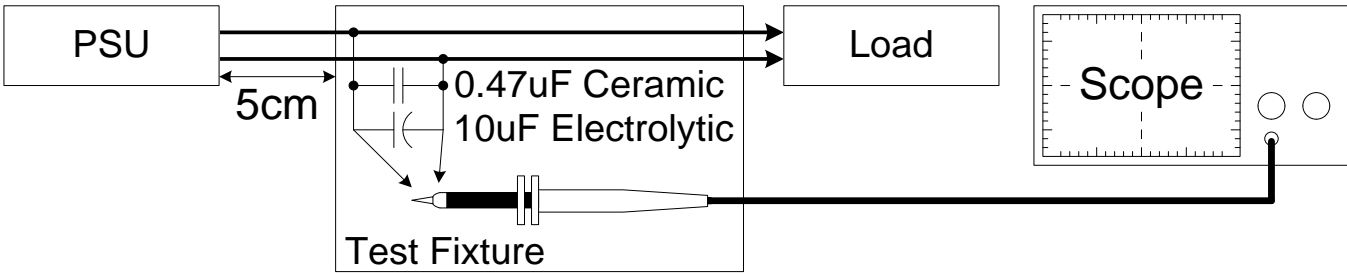 PSU
Load
Scope
5cm
0.47uF Ceramic
10uF Electrolytic
Test Fixture